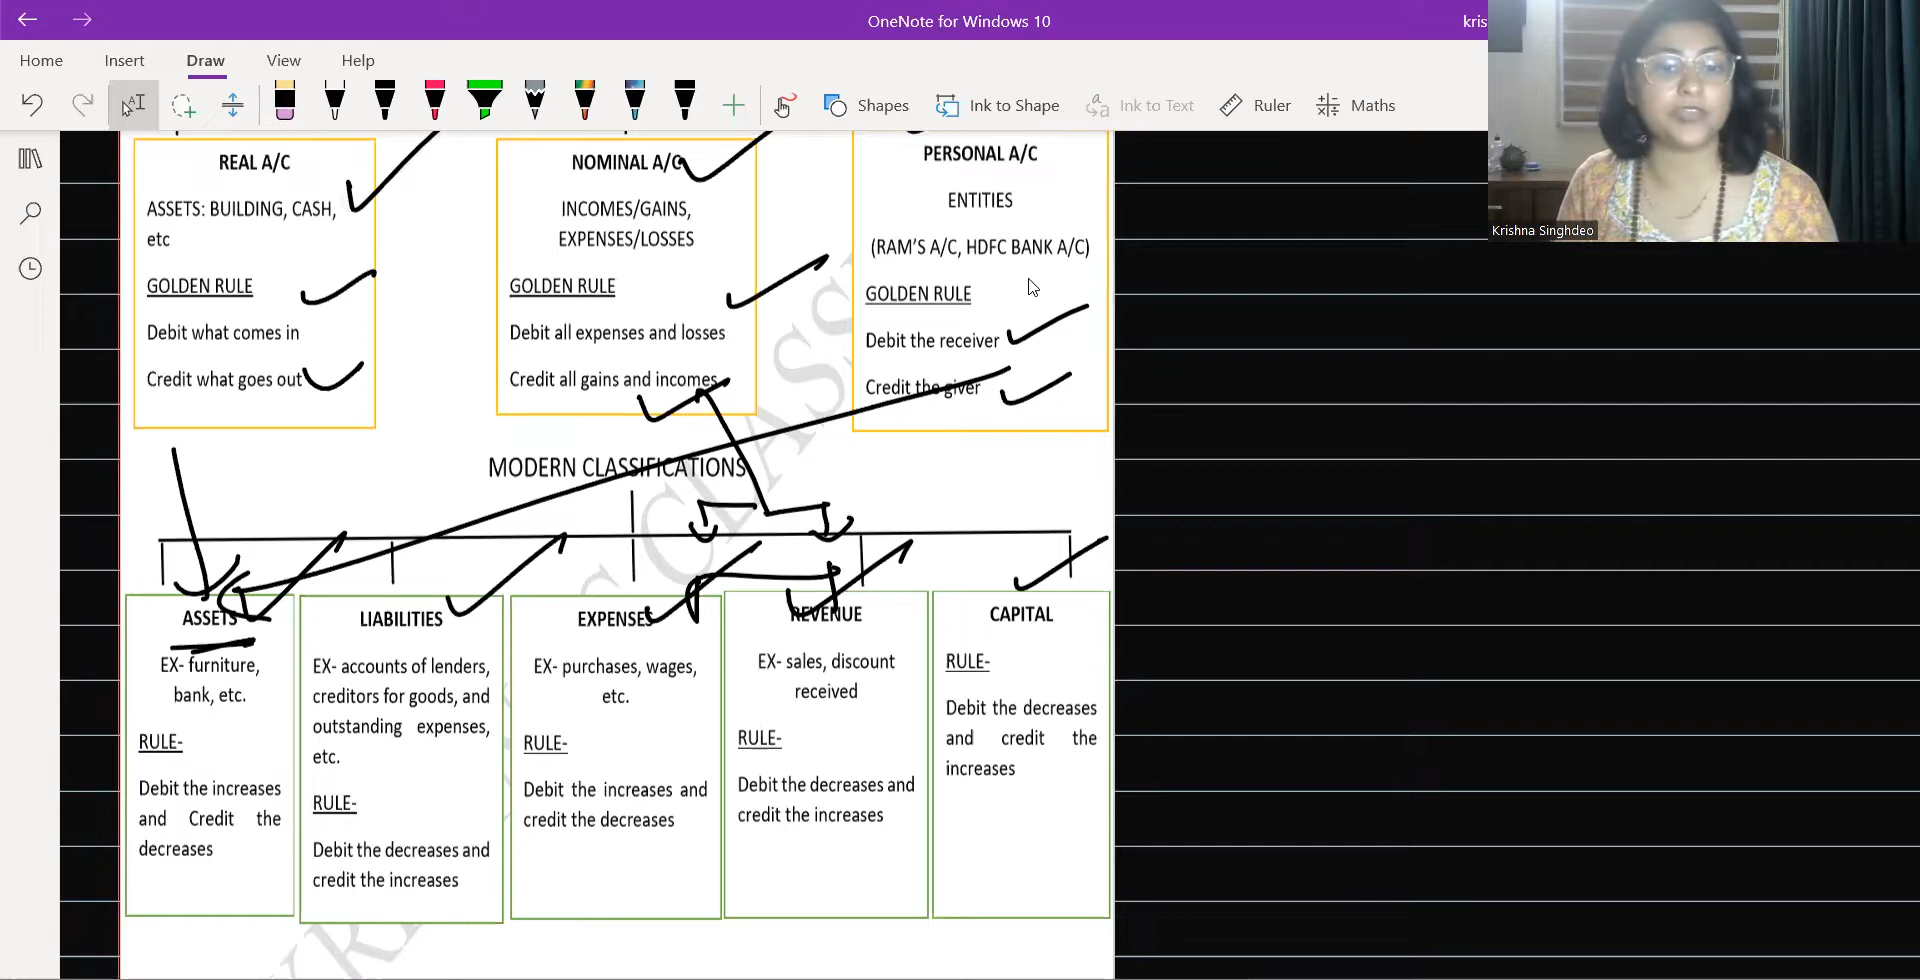 OneNote for Windows 10
kris
Home Insert Draw View Help
Shapes Ink to Shape Ink to Text Ruler Maths
Krishna Singhdeo
REAL A/C
ASSETS: BUILDING, CASH,
etc
GOLDEN RULE
Debit what comes in
Credit what goes out
NOMINAL A/C
INCOMES/GAINS,
EXPENSES/LOSSES
GOLDEN RULE
Debit all expenses and losses
Credit all gains and incomes
PERSONAL A/C
ENTITIES
(RAM'S A/C, HDFC BANK A/C)
GOLDEN RULE
Debit the receiver
Credit the giver
MODERN CLASSIFICATIONS
ASSETS
EX- furniture,
bank, etc.
RULE-
Debit the increases
and Credit the
decreases
LIABILITIES
EX- accounts of lenders,
creditors for goods, and
outstanding expenses,
etc.
RULE-
Debit the decreases and
credit the increases
EXPENSES
EX- purchases, wages,
etc.
RULE-
Debit the increases and
credit the decreases
REVENUE
EX- sales, discount
received
RULE-
Debit the decreases and
credit the increases
CAPITAL
RULE-
Debit the decreases
and credit the
increases